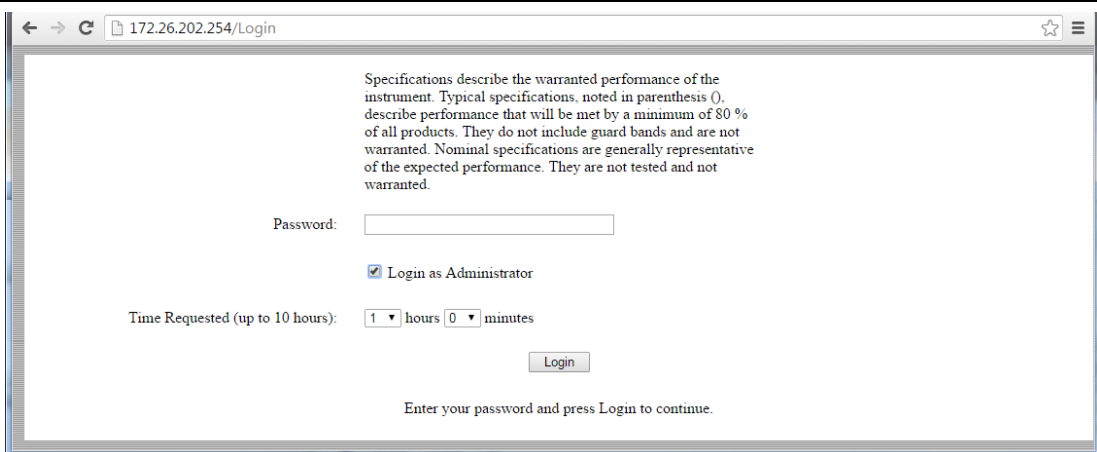 172.26.202.254/Login
Specifications describe the warranted performance of the
instrument. Typical specifications, noted in parenthesis (),
describe performance that will be met by a minimum of 80 %
of all products. They do not include guard bands and are not
warranted. Nominal specifications are generally representative
of the expected performance. They are not tested and not
warranted.
Password:
Login as Administrator
Time Requested (up to 10 hours): 1 hours 0 minutes
Login
Enter your password and press Login to continue.